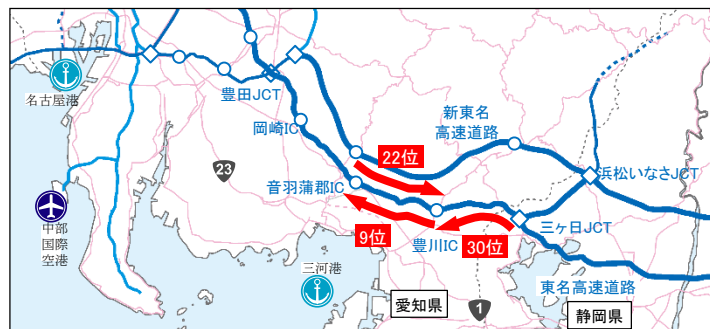 名古屋港
豊田JCT
岡崎IC
新東名
高速道路
22位
23
浜松いなさJCT
音羽蒲郡IC
中部
国際
空港
9位
豊川IC
30位
三ヶ日JCT
三河港
愛知県
1
東名高速道路
静岡県